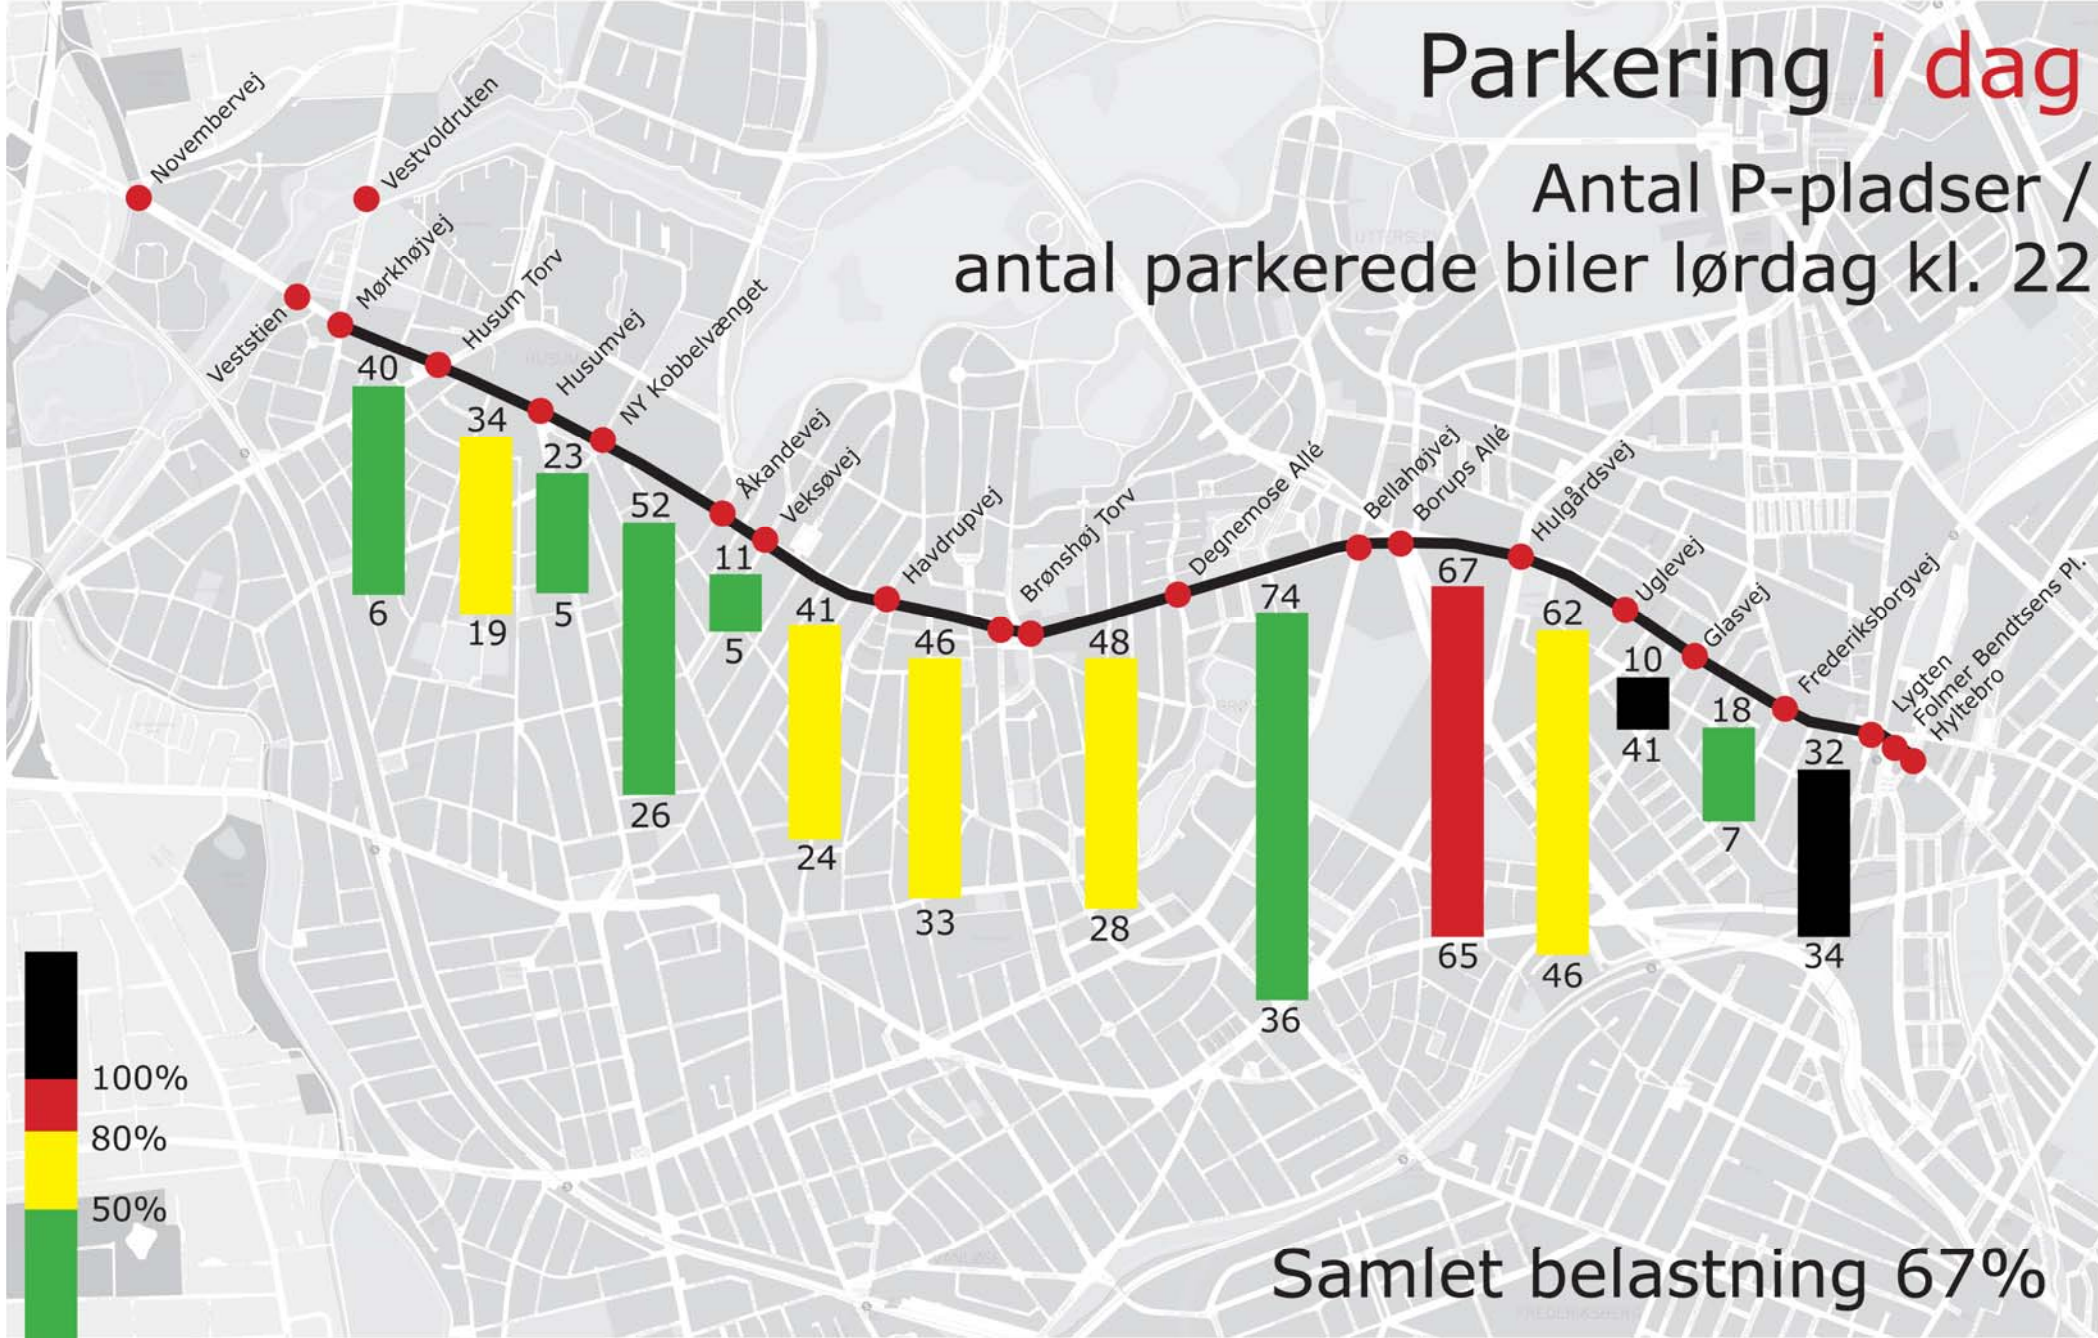 Parkering i dag
Antal P-pladser /
antal parkerede biler lørdag kl. 22
Novembervej
Vestvoldruten
Veststien
Mørkhøjvej
Husum Torv
Husumvej
NY Kobbelvænget
Åkandevej
Veksøvej
Havdrupvej
Brønshøj Torv
Degnemose Allé
Bellahøjvej
Borups Allé
Hulgårdsvej
Uglevej
Glasvej
Frederiksborgvej
Lygten
Folmer Bendtsens Pl.
Hyltebro
40
6
34
19
23
5
52
26
11
5
41
24
46
33
48
28
74
36
67
65
62
46
10
41
18
7
32
34
100%
80%
50%
Samlet belastning 67%